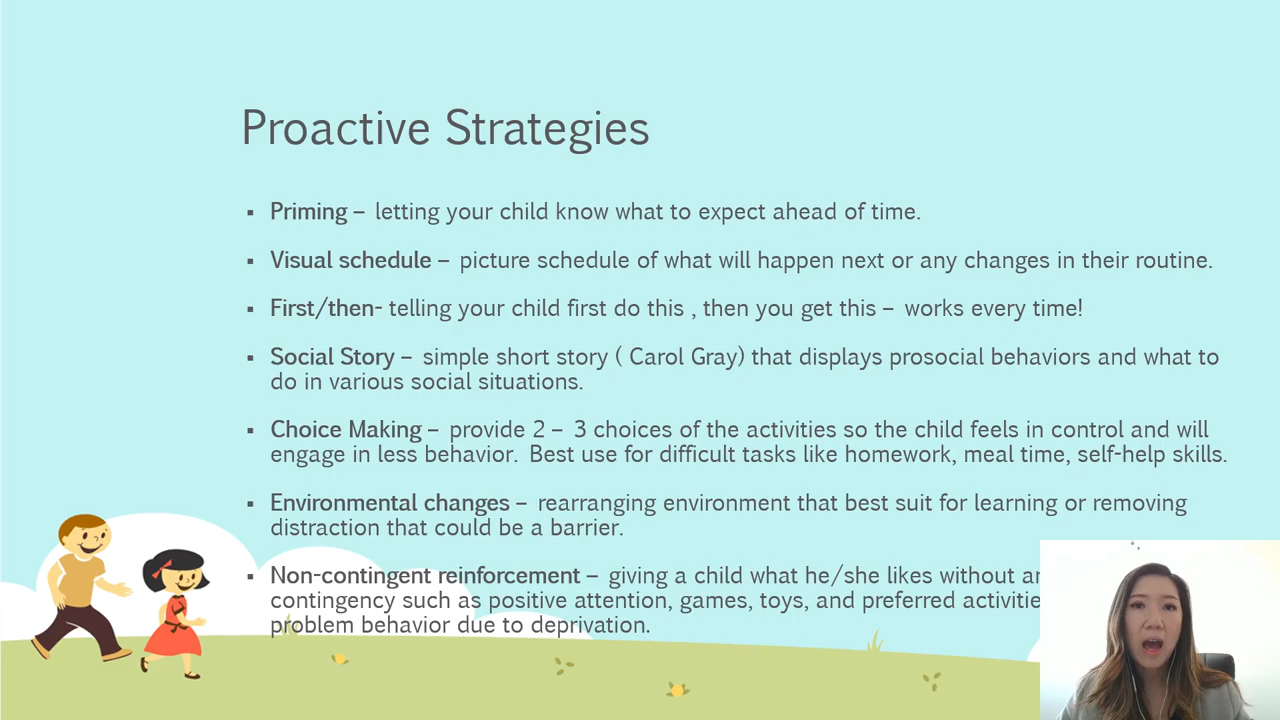 Proactive Strategies
▪ Priming – letting your child know what to expect ahead of time.
▪ Visual schedule – picture schedule of what will happen next or any changes in their routine.
▪ First/then- telling your child first do this , then you get this – works every time!
▪ Social Story – simple short story ( Carol Gray) that displays prosocial behaviors and what to
do in various social situations.
▪ Choice Making – provide 2 – 3 choices of the activities so the child feels in control and will
engage in less behavior. Best use for difficult tasks like homework, meal time, self-help skills.
▪ Environmental changes – rearranging environment that best suit for learning or removing
distraction that could be a barrier.
▪ Non-contingent reinforcement – giving a child what he/she likes without
contingency such as positive attention, games, toys, and preferred
problem behavior due to deprivation.